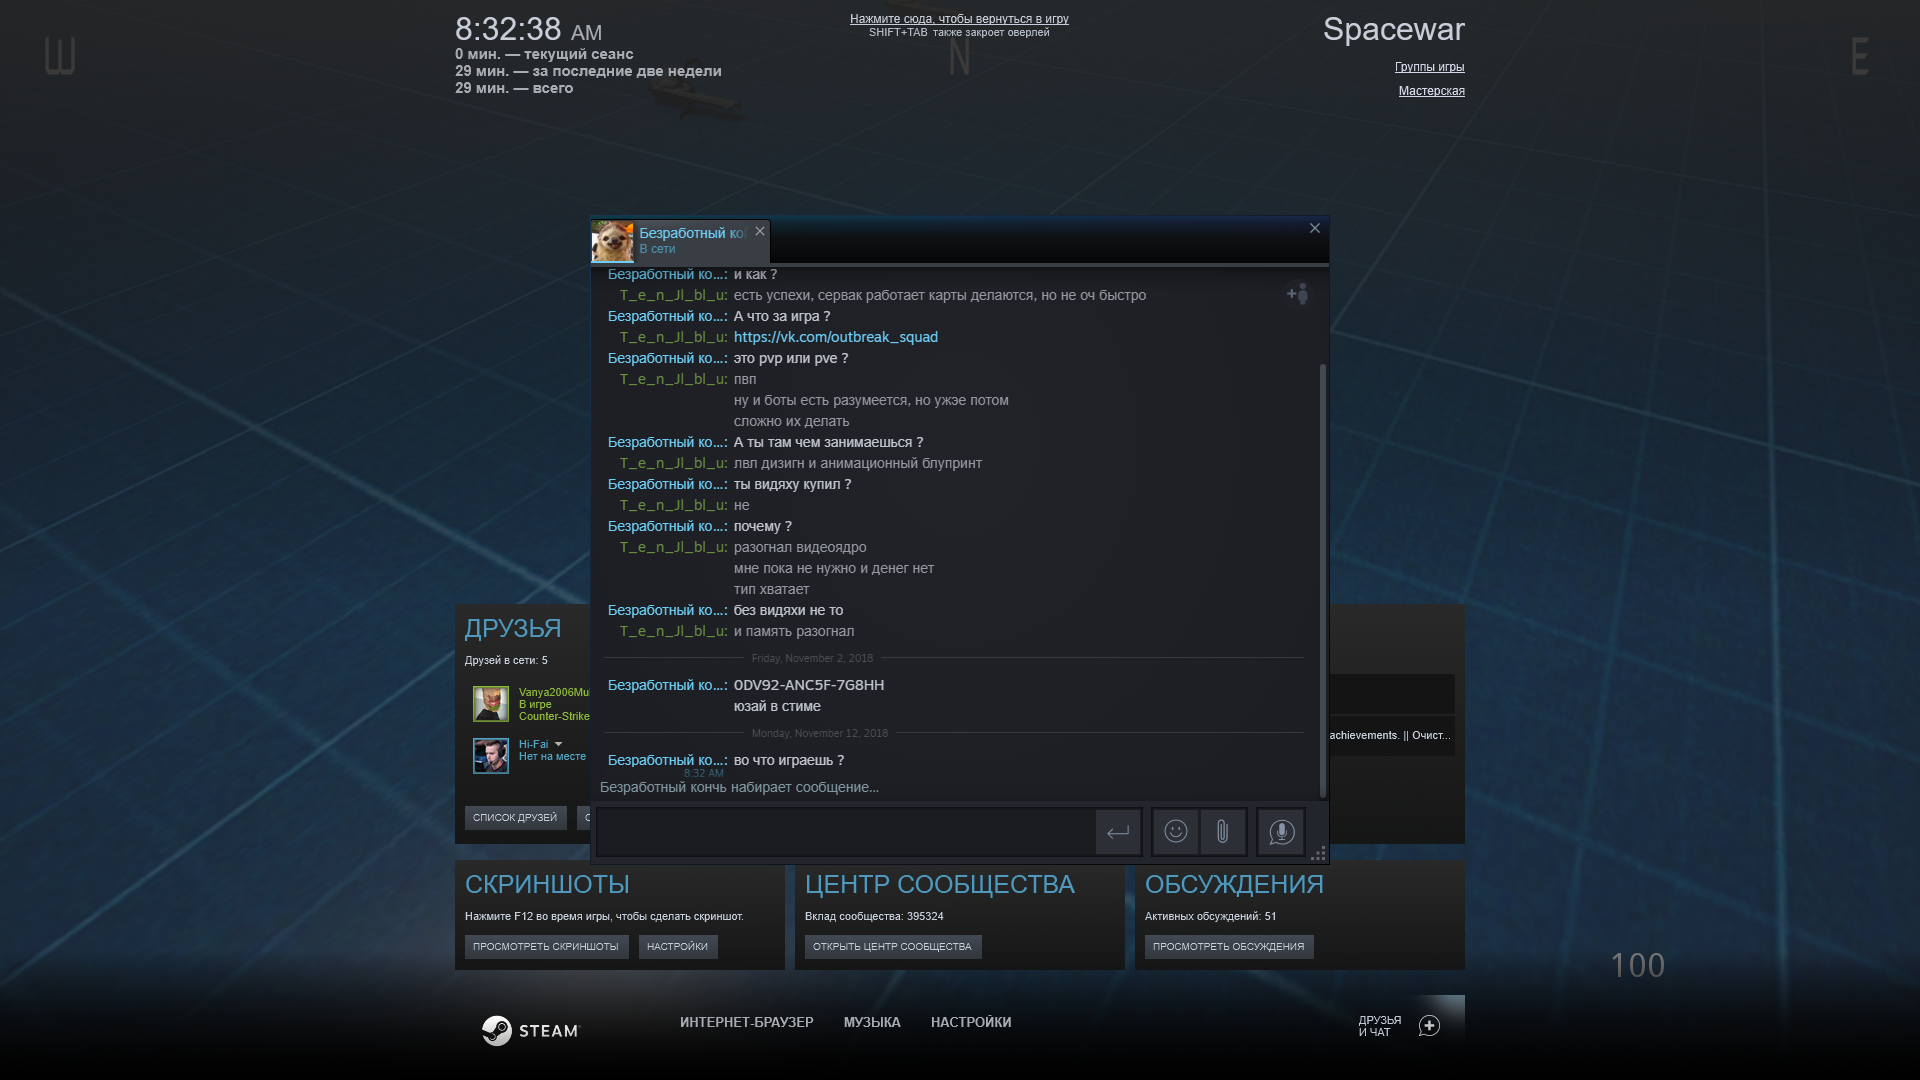 8:32:38 AM
0 мин. — текущий сеанс
29 мин. — за последние две недели
29 мин. — всего
Нажмите сюда, чтобы вернуться в игру
SHIFT+TAB также закроет оверлей
Spacewar
Группы игры
Мастерская
W
N
E
Безработный ко
В сети
Безработный ко...: и как ?
T_e_n_Jl_bl_u: есть успехи, сервак работает карты делаются, но не оч быстро
Безработный ко...: А что за игра ?
T_e_n_Jl_bl_u: https://vk.com/outbreak_squad
Безработный ко...: это pvp или pve ?
T_e_n_Jl_bl_u: пвп
ну и боты есть разумеется, но ужэе потом
сложно их делать
Безработный ко...: А ты там чем занимаешься ?
T_e_n_Jl_bl_u: лвл дизигн и анимационный блупринт
Безработный ко...: ты видяху купил ?
T_e_n_Jl_bl_u: не
Безработный ко...: почему ?
T_e_n_Jl_bl_u: разогнал видеоядро
мне пока не нужно и денег нет
тип хватает
Безработный ко...: без видяхи не то
T_e_n_Jl_bl_u: и память разогнал
Friday, November 2, 2018
Безработный ко...: 0DV92-ANC5F-7G8HH
юзай в стиме
Monday, November 12, 2018
Безработный ко...: во что играешь ?
8:32 AM
Безработный кончь набирает сообщение...
ДРУЗЬЯ
Друзей в сети: 5
Vanya2006Mul
В игре
Counter-Strike
Hi-Fai
Нет на месте
СПИСОК ДРУЗЕЙ
achievements. || Очист...
СКРИНШОТЫ
Нажмите F12 во время игры, чтобы сделать скриншот.
ПРОСМОТРЕТЬ СКРИНШОТЫ
НАСТРОЙКИ
ЦЕНТР СООБЩЕСТВА
Вклад сообщества: 395324
ОТКРЫТЬ ЦЕНТР СООБЩЕСТВА
ОБСУЖДЕНИЯ
Активных обсуждений: 51
ПРОСМОТРЕТЬ ОБСУЖДЕНИЯ
100
STEAM
ИНТЕРНЕТ-БРАУЗЕР
МУЗЫКА
НАСТРОЙКИ
ДРУЗЬЯ
И ЧАТ